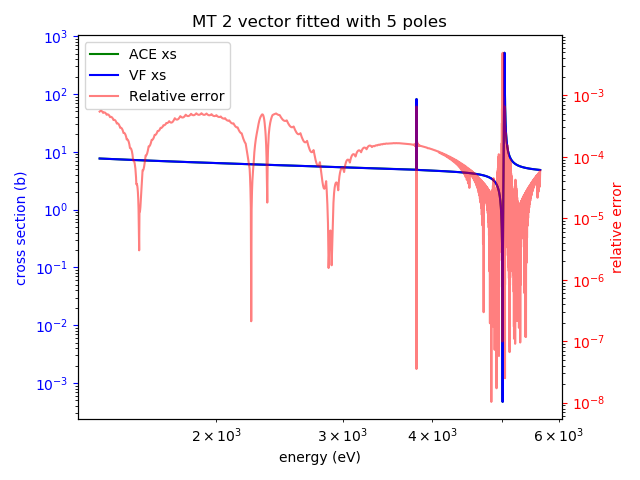 MT 2 vector fitted with 5 poles
ACE xs
VF xs
Relative error
cross section (b)
10³
10²
10¹
10⁰
10⁻¹
10⁻²
10⁻³
10⁻³
10⁻⁴
10⁻⁵
10⁻⁶
10⁻⁷
10⁻⁸
relative error
2 × 10³ 3 × 10³ 4 × 10³ 6 × 10³
energy (eV)